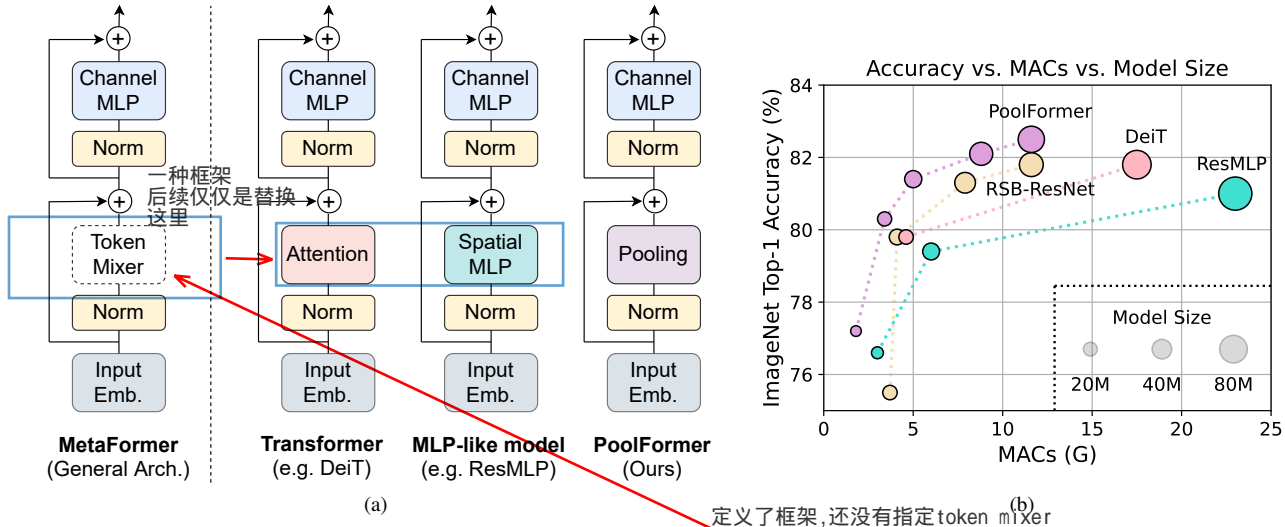 Channel
MLP
Norm
Token
Mixer
Norm
Input
Emb.
MetaFormer
(General Arch.)
一种框架
后续仅仅是替换
这里
Channel
MLP
Norm
Attention
Norm
Input
Emb.
Transformer
(e.g. DeiT)
Channel
MLP
Norm
Spatial
MLP
Norm
Input
Emb.
MLP-like model
(e.g. ResMLP)
Channel
MLP
Norm
Pooling
Norm
Input
Emb.
PoolFormer
(Ours)
(a)
Accuracy vs. MACs vs. Model Size
ImageNet Top-1 Accuracy (%)
84
82
80
78
76
PoolFormer
DeiT
ResMLP
RSB-ResNet
Model Size
20M 40M 80M
0 5 10 15 20 25
MACs (G)
(b)
定义了框架,还没有指定token mixer